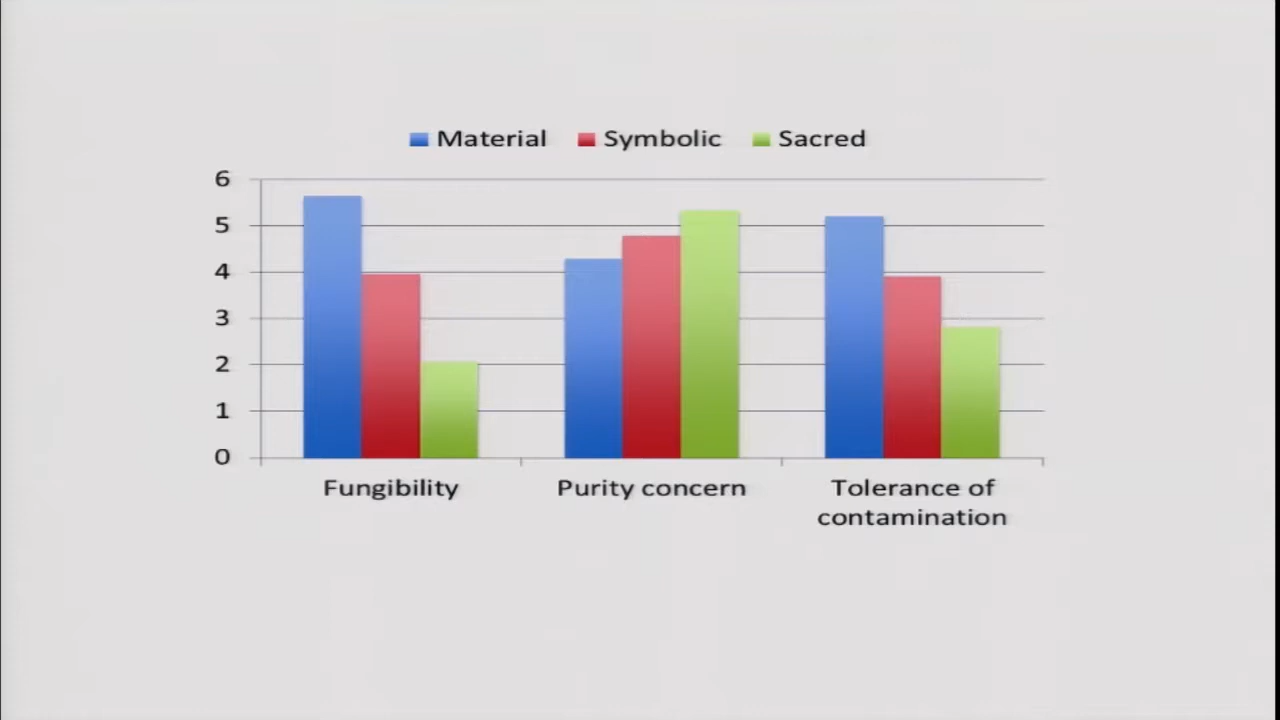 Material Symbolic Sacred
6
5
4
3
2
1
0
Fungibility Purity concern Tolerance of
contamination